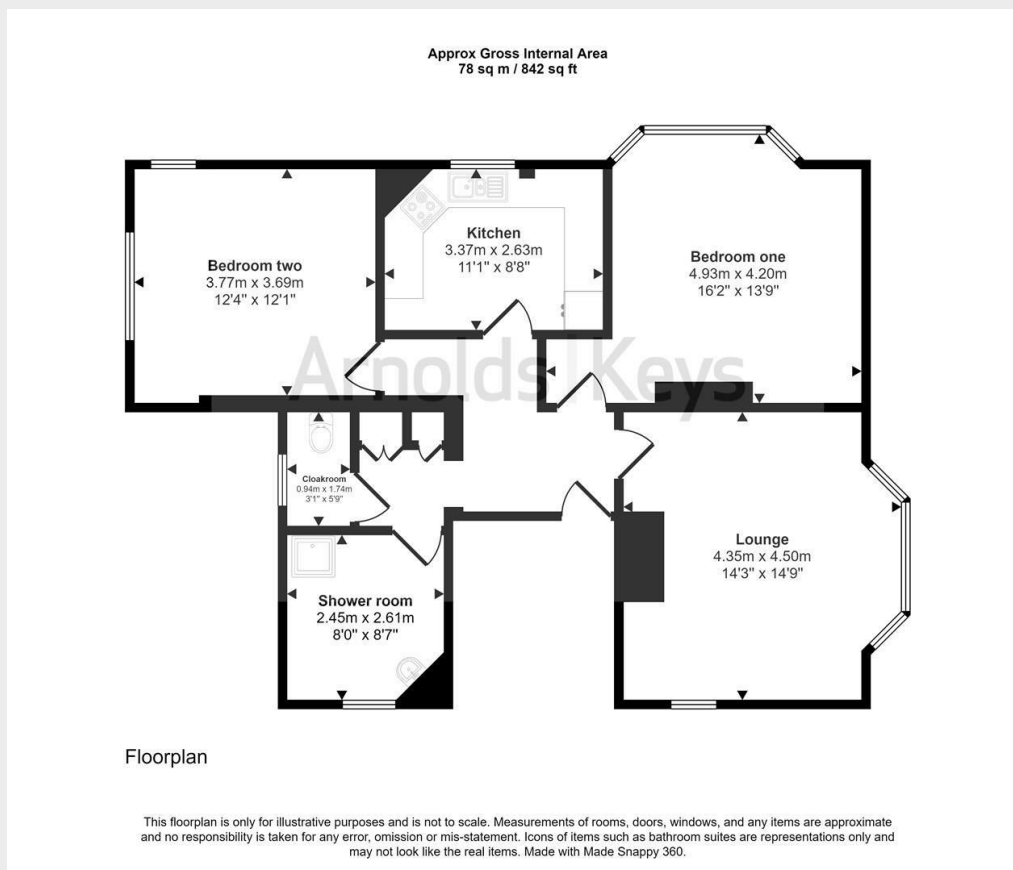 Approx Gross Internal Area
78 sq m / 842 sq ft
Bedroom two
3.77m x 3.69m
12'4" x 12'1"
Kitchen
3.37m x 2.63m
11'1" x 8'8"
Bedroom one
4.93m x 4.20m
16'2" x 13'9"
Arnolds | Keys
Cloakroom
0.94m x 1.74m
3'1" x 5'9"
Lounge
4.35m x 4.50m
14'3" x 14'9"
Shower room
2.45m x 2.61m
8'0" x 8'7"
Floorplan
This floorplan is only for illustrative purposes and is not to scale. Measurements of rooms, doors, windows, and any items are approximate
and no responsibility is taken for any error, omission or mis-statement. Icons of items such as bathroom suites are representations only and
may not look like the real items. Made with Made Snappy 360.